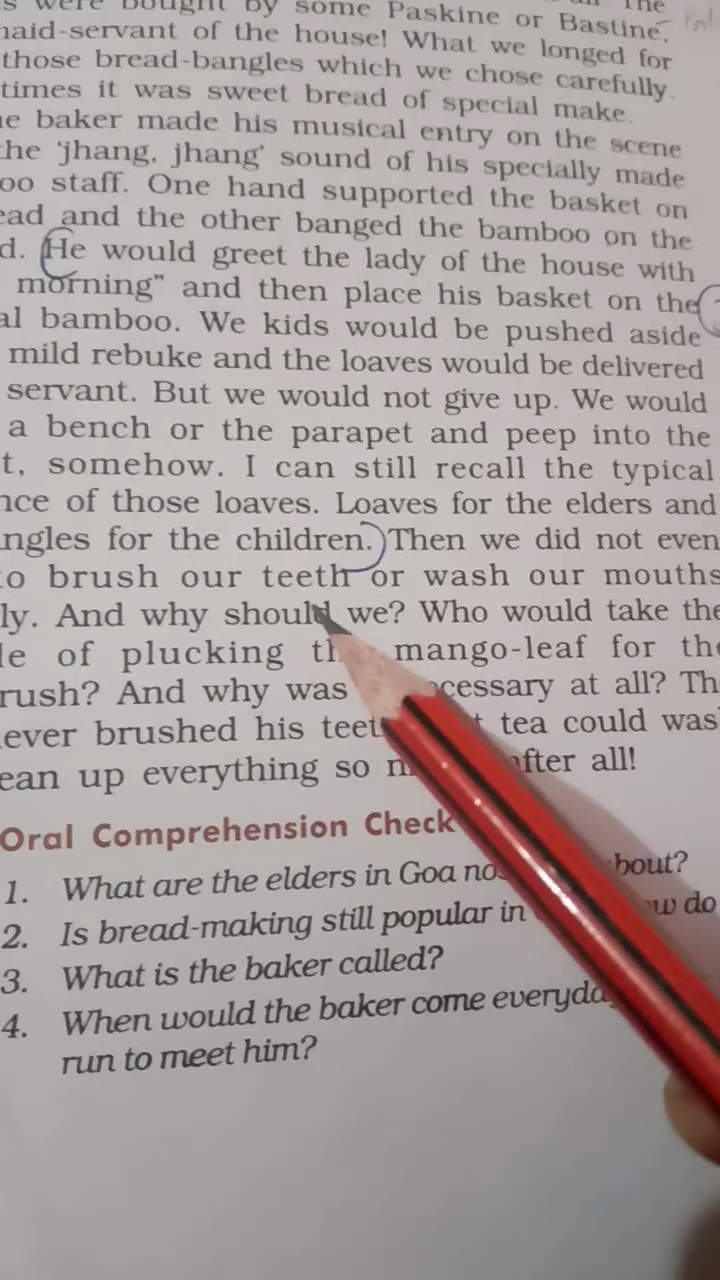 were bought by some Paskine or Bastine,
maid-servant of the house! What we longed for
those bread-bangles which we chose carefully.
times it was sweet bread of special make.
e baker made his musical entry on the scene
the 'jhang, jhang' sound of his specially made
oo staff. One hand supported the basket on
ead and the other banged the bamboo on the
d. He would greet the lady of the house with
morning" and then place his basket on the
al bamboo. We kids would be pushed aside
mild rebuke and the loaves would be delivered
servant. But we would not give up. We would
a bench or the parapet and peep into the
t, somehow. I can still recall the typical
nce of those loaves. Loaves for the elders and
ngles for the children. Then we did not even
to brush our teeth or wash our mouths
ly. And why should we? Who would take the
le of plucking th mango-leaf for the
rush? And why was cessary at all? Th
ever brushed his teet t tea could was
ean up everything so n after all!
Oral Comprehension Check
1. What are the elders in Goa no bout?
2. Is bread-making still popular in ow do
3. What is the baker called?
4. When would the baker come everyda
run to meet him?